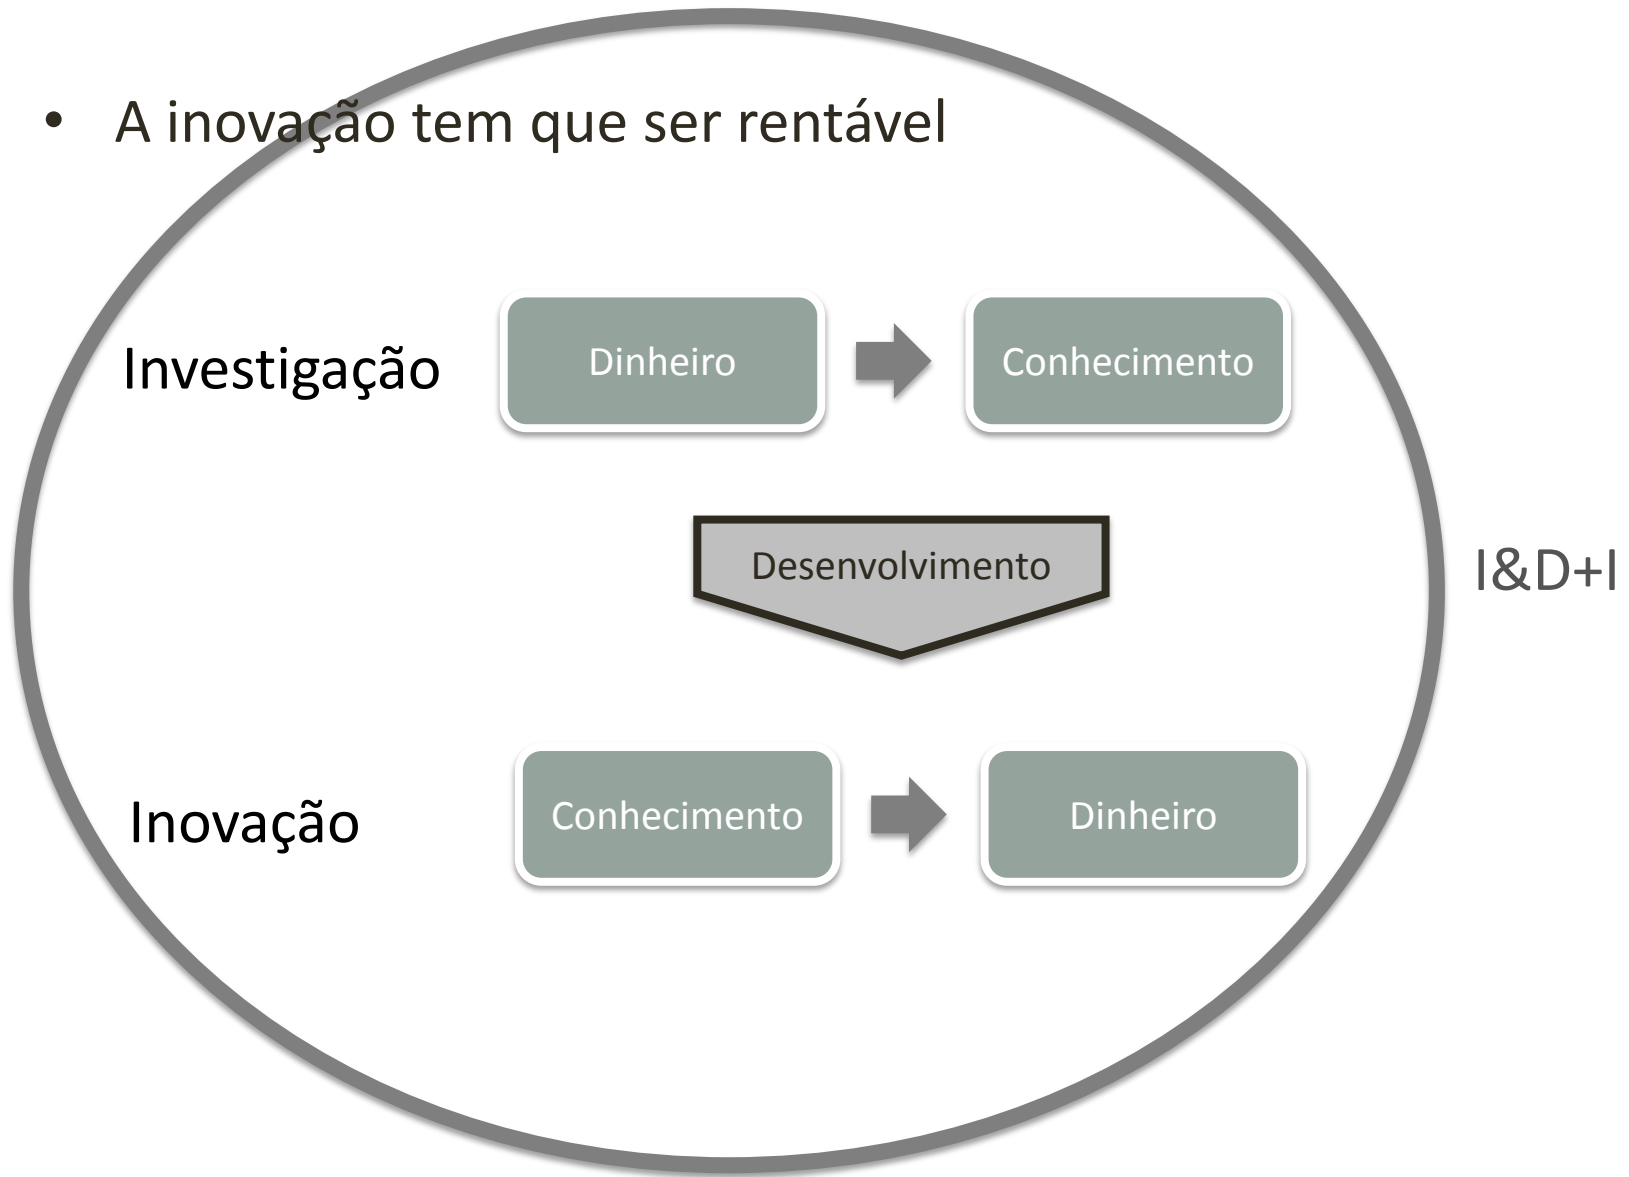 • A inovação tem que ser rentável
Investigação
Dinheiro
Conhecimento
Desenvolvimento
I&D+I
Inovação
Conhecimento
Dinheiro